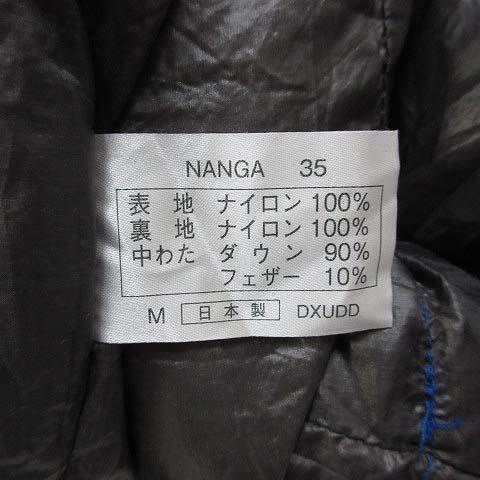 NANGA 35
表地 ナイロン 100%
裏地 ナイロン 100%
中わた ダウン 90%
フェザー 10%
M 日本製 DXUDD